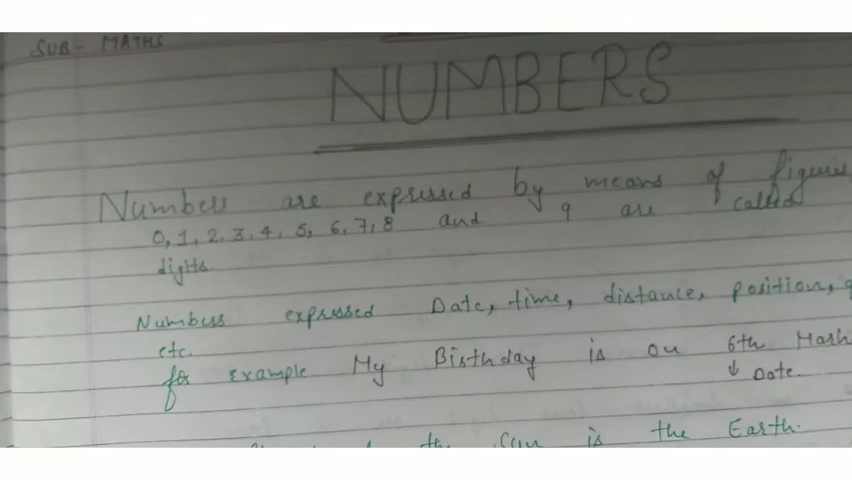 SUB - MATHS
NUMBERS
Numbers are expressed by means of figures
0, 1, 2, 3, 4, 5, 6, 7, 8 and 9 are called
digits.
Numbers expressed Date, time, distance, position,
etc.
for example My Birthday is on 6th
↓ Date.
the Sun is the Earth.